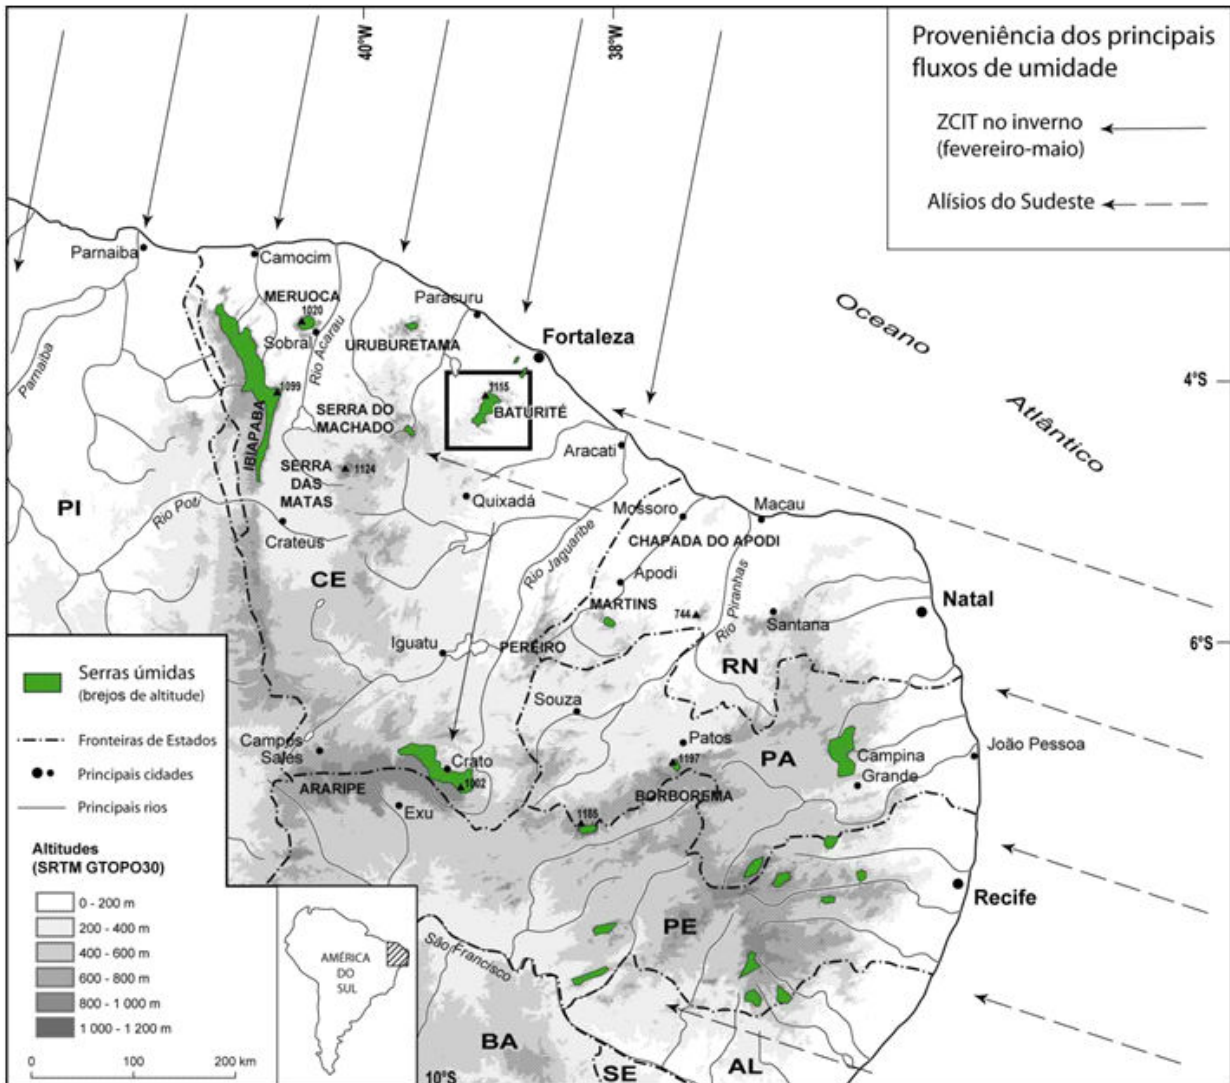 40ºW
38ºW
Proveniência dos principais
fluxos de umidade
ZCIT no inverno
(fevereiro-maio)
Alísios do Sudeste
Parnaiba
Camocim
MERUOCA
1020
Sobral
Rio Acarau
Paracuru
URUBURETAMA
Fortaleza
Oceano
Atlântico
4ºS
Parnaiba
1099
IBIAPABA
SERRA DO
MACHADO
1115
BATURITÉ
SERRA
DAS
MATAS
1124
Aracati
PI
Rio Poti
Quixadá
Crateus
Mossoro
Macau
CHAPADA DO APODI
CE
Rio Jaguaribe
Apodi
MARTINS
744
Rio Piranhas
Santana
Natal
6ºS
Iguatu
PEREIRO
RN
Souza
Campos
Sales
Crato
1002
ARARIPE
Exu
Patos
1197
BORBOREMA
PA
Campina
Grande
João Pessoa
1185
PE
Recife
São Francisco
BA
SE
AL
10ºS
Serras úmidas
(brejos de altitude)
Fronteiras de Estados
Principais cidades
Principais rios
Altitudes
(SRTM GTOPO30)
0 - 200 m
200 - 400 m
400 - 600 m
600 - 800 m
800 - 1 000 m
1 000 - 1 200 m
0 100 200 km
AMÉRICA
DO
SUL